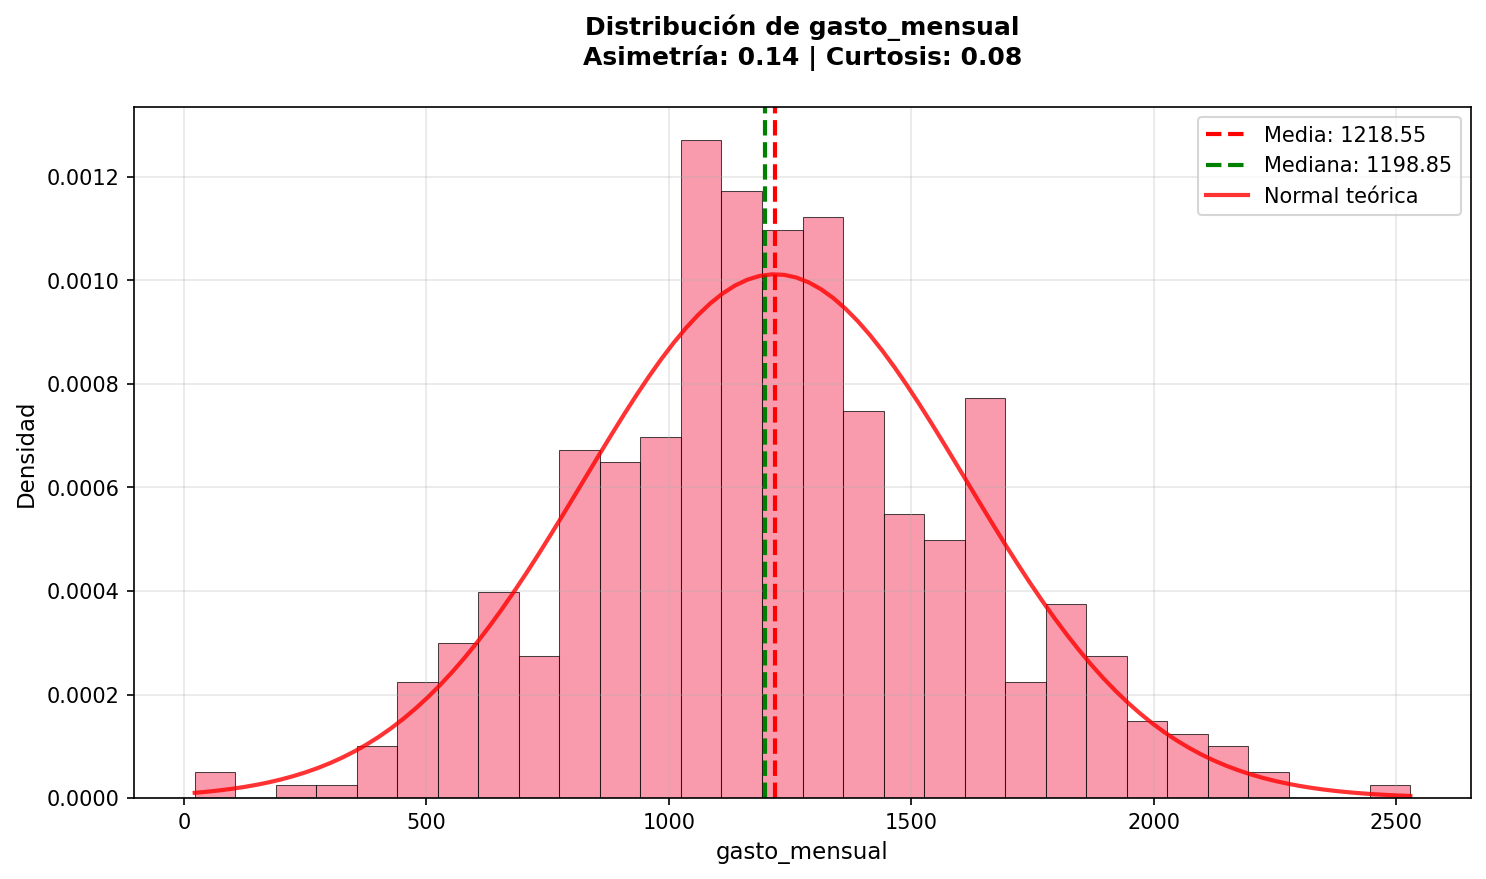 Distribución de gasto_mensual
Asimetría: 0.14 | Curtosis: 0.08
Media: 1218.55
Mediana: 1198.85
Normal teórica
Densidad
0.0012
0.0010
0.0008
0.0006
0.0004
0.0002
0.0000
0
500
1000
1500
2000
2500
gasto_mensual